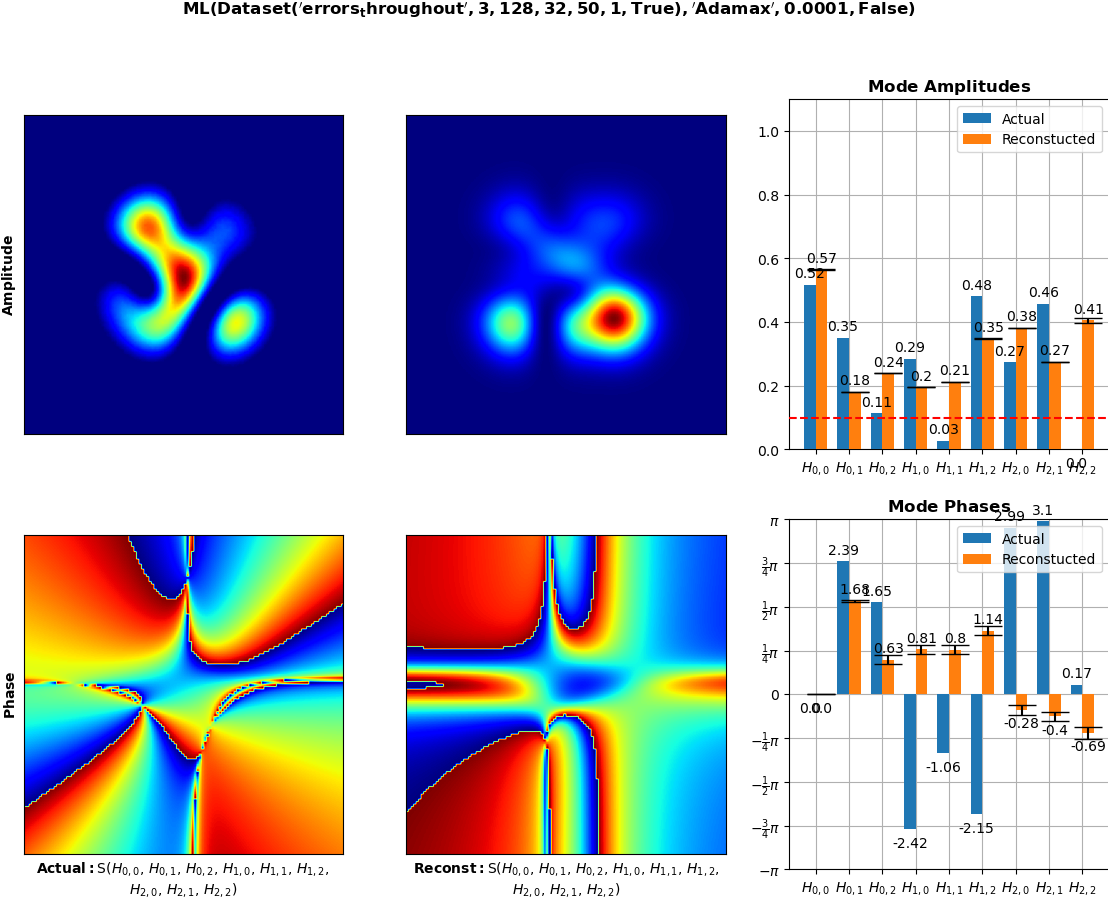 ML(Dataset('errors_throughout', 3, 128, 32, 50, 1, True), 'Adamax', 0.0001, False)
Amplitude
Mode Amplitudes
Actual
Reconstucted
1.0
0.8
0.6
0.4
0.2
0.0
0.52 0.35 0.11 0.29 0.03 0.48 0.27 0.46 0.0
0.57 0.18 0.24 0.2 0.21 0.35 0.38 0.27 0.41
H0,0 H0,1 H0,2 H1,0 H1,1 H1,2 H2,0 H2,1 H2,2
Phase
Mode Phases
Actual
Reconstucted
π
3/4π
1/2π
1/4π
0
−1/4π
−1/2π
−3/4π
−π
0.0 2.39 1.65 -2.42 -1.06 -2.15 2.99 3.1 0.17
0.0 1.68 0.63 0.81 0.8 1.14 -0.28 -0.4 -0.69
H0,0 H0,1 H0,2 H1,0 H1,1 H1,2 H2,0 H2,1 H2,2
Actual: S(H0,0, H0,1, H0,2, H1,0, H1,1, H1,2,
H2,0, H2,1, H2,2)
Reconst: S(H0,0, H0,1, H0,2, H1,0, H1,1, H1,2,
H2,0, H2,1, H2,2)